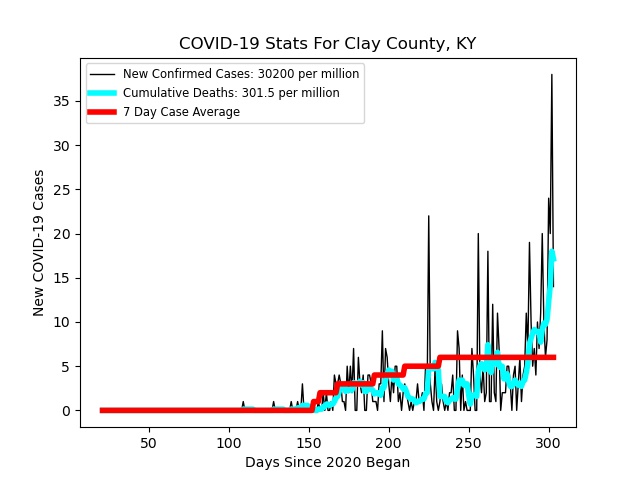 COVID-19 Stats For Clay County, KY
New Confirmed Cases: 30200 per million
Cumulative Deaths: 301.5 per million
7 Day Case Average
New COVID-19 Cases
35
30
25
20
15
10
5
0
50 100 150 200 250 300
Days Since 2020 Began